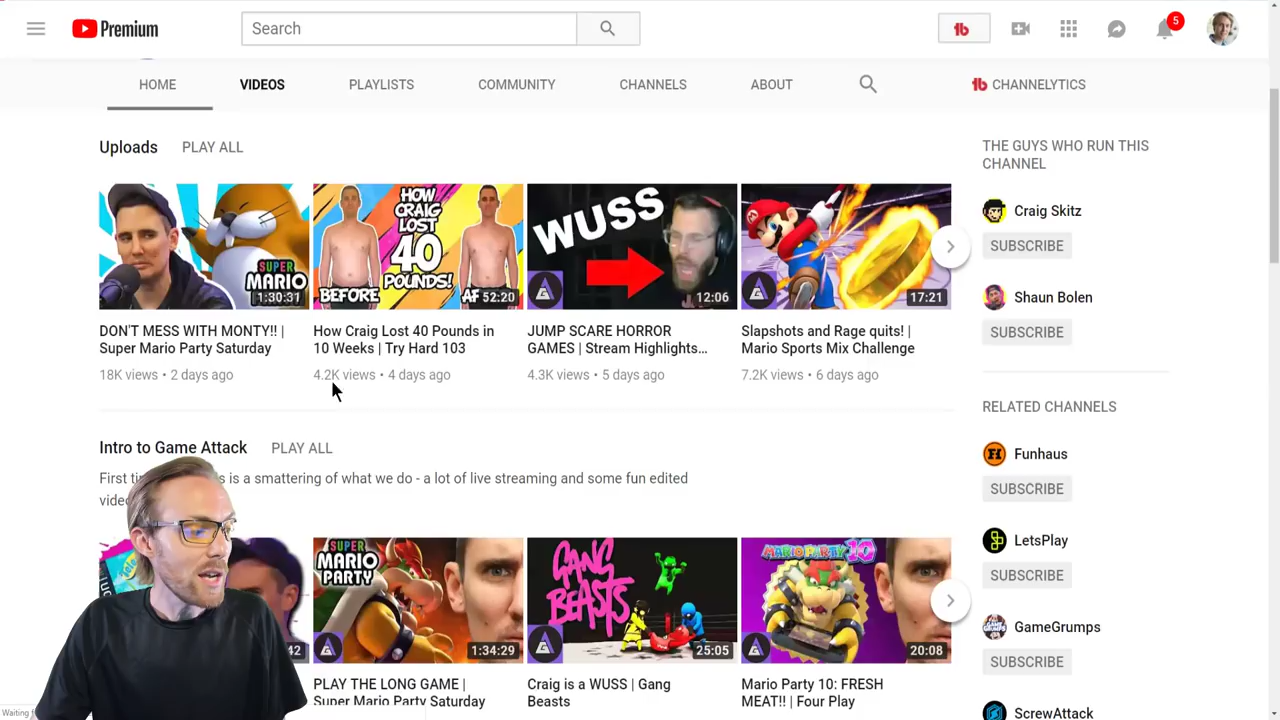 Premium
Search
5
HOME
VIDEOS
PLAYLISTS
COMMUNITY
CHANNELS
ABOUT
CHANNELYTICS
Uploads
PLAY ALL
SUPER
MARIO
1:30:31
DON'T MESS WITH MONTY!! |
Super Mario Party Saturday
18K views • 2 days ago
HOW
CRAIG
LOST
40
POUNDS!
BEFORE
AF
52:20
How Craig Lost 40 Pounds in
10 Weeks | Try Hard 103
4.2K views • 4 days ago
WUSS
12:06
JUMP SCARE HORROR
GAMES | Stream Highlights...
4.3K views • 5 days ago
17:21
Slapshots and Rage quits! |
Mario Sports Mix Challenge
7.2K views • 6 days ago
THE GUYS WHO RUN THIS
CHANNEL
Craig Skitz
SUBSCRIBE
Shaun Bolen
SUBSCRIBE
RELATED CHANNELS
Funhaus
SUBSCRIBE
LetsPlay
SUBSCRIBE
GameGrumps
SUBSCRIBE
ScrewAttack
Intro to Game Attack
PLAY ALL
First
is a smattering of what we do - a lot of live streaming and some fun edited
SUPER
MARIO
PARTY
1:34:29
PLAY THE LONG GAME |
Super Mario Party Saturday
GANG
BEASTS
25:05
Craig is a WUSS | Gang
Beasts
MARIO PARTY 10
20:08
Mario Party 10: FRESH
MEAT!! | Four Play
Waiting